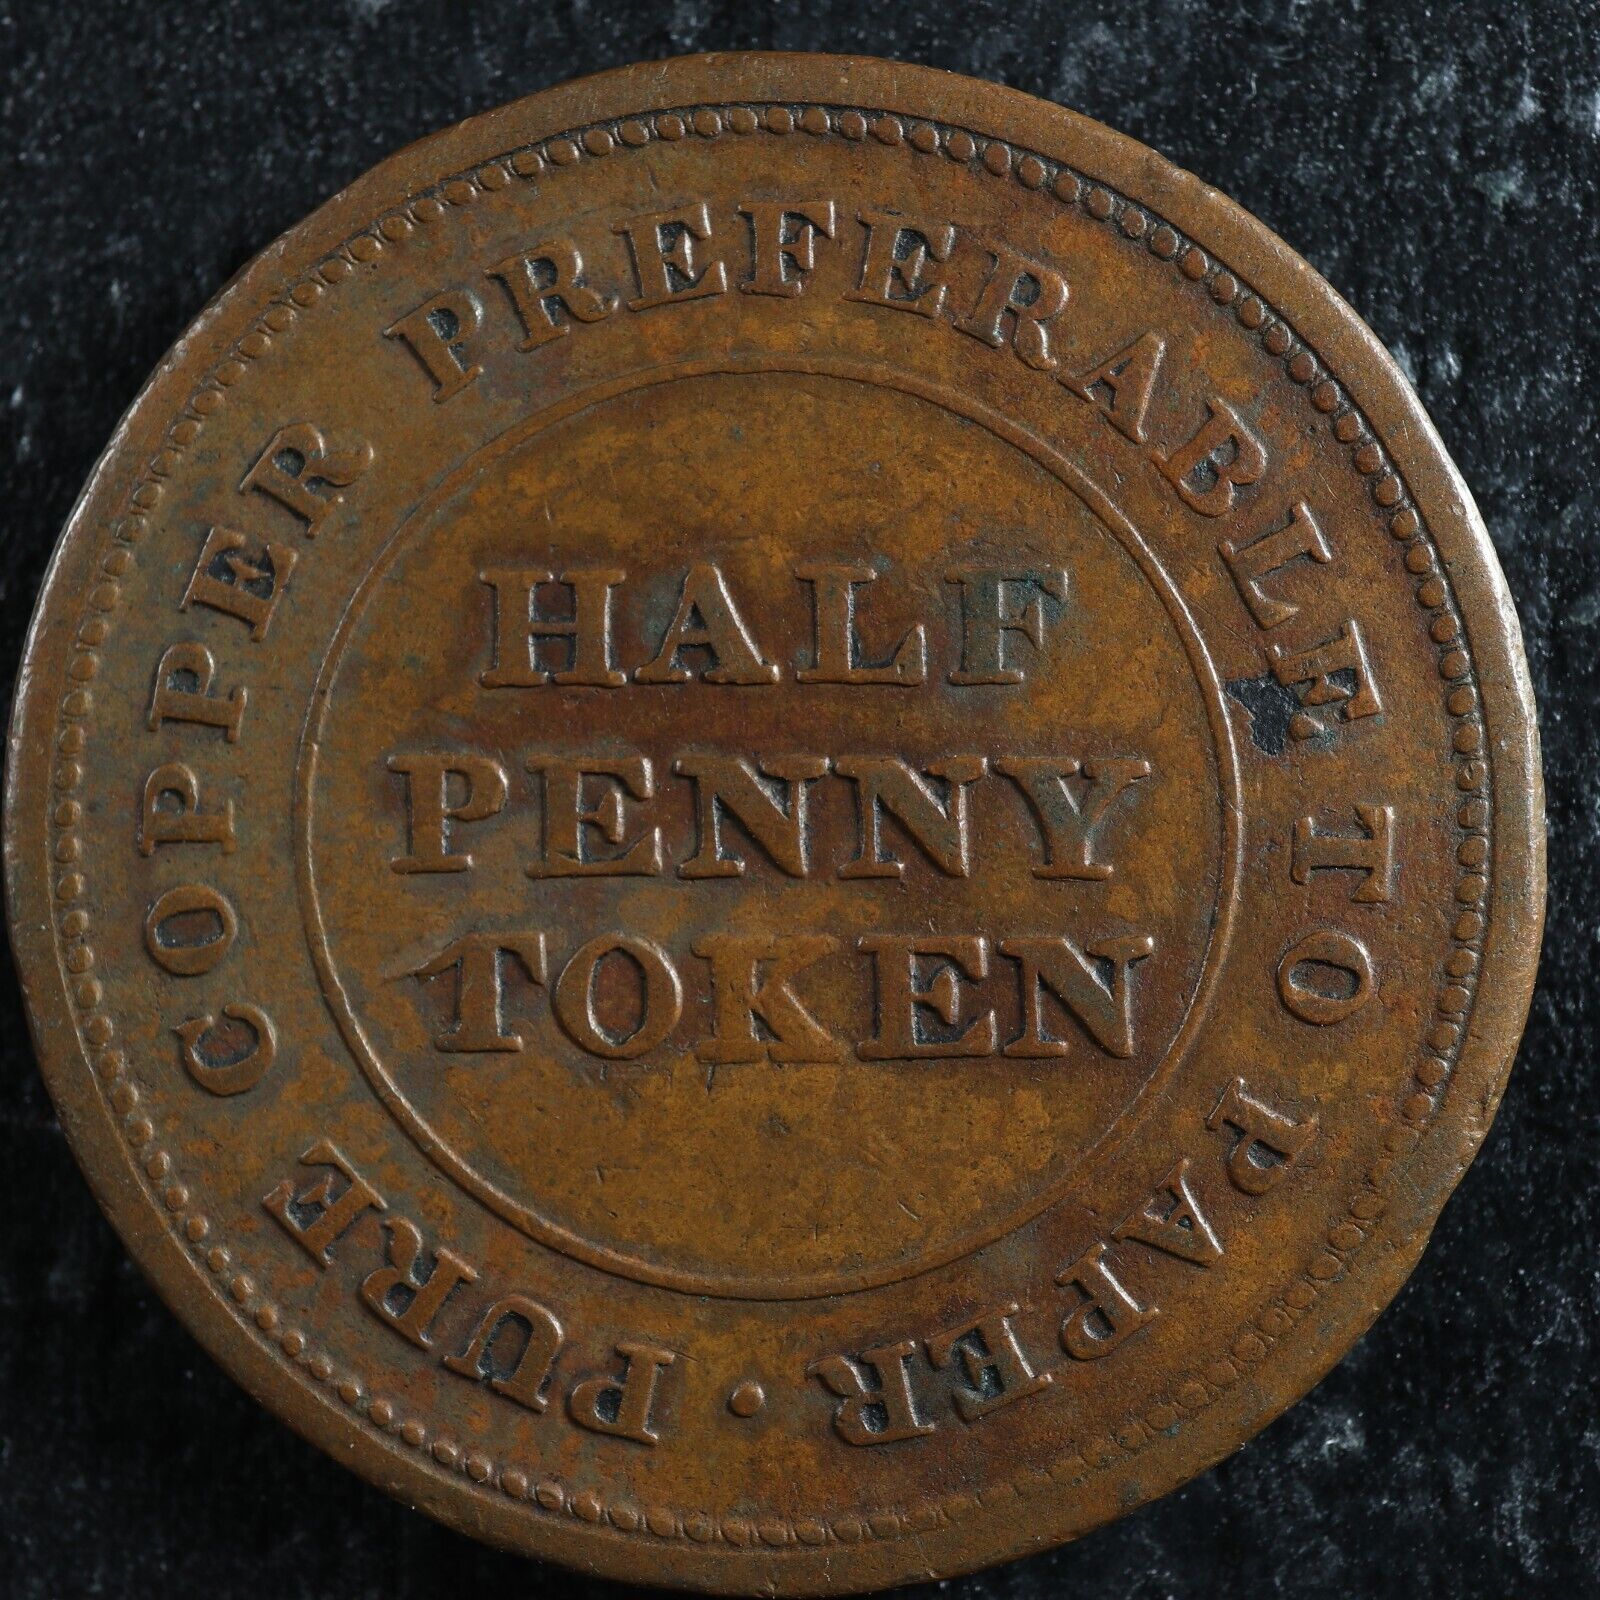 PURE COPPER PREFERABLE TO PAPER ·
HALF
PENNY
TOKEN